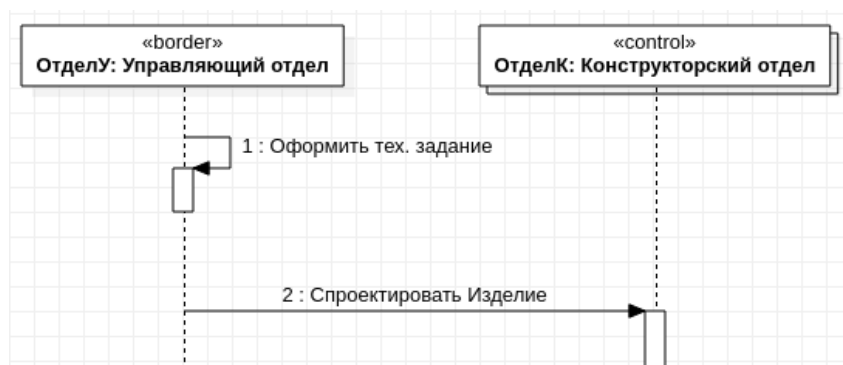 «border»
ОтделУ: Управляющий отдел
«control»
ОтделК: Конструкторский отдел
1 : Оформить тех. задание
2 : Спроектировать Изделие